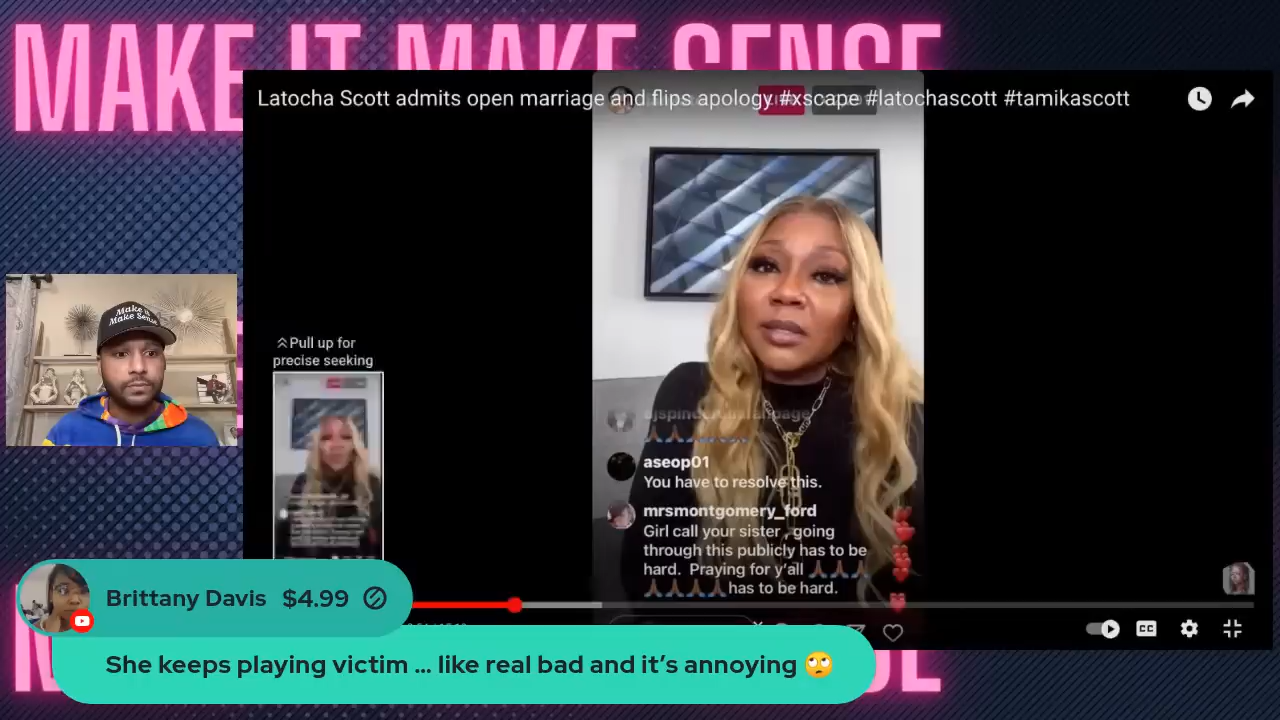 MAKE IT MAKE SENSE
Latocha Scott admits open marriage and flips apology #xscape #latochascott #tamikascott
Make it
Make Sense
Pull up for
precise seeking
aseop01
You have to resolve this.
mrsmontgomery_ford
Girl call your sister , going
through this publicly has to be
hard. Praying for y'all 🙏🏾🙏🏾🙏🏾
🙏🏾🙏🏾🙏🏾🙏🏾has to be hard.
CC
Brittany Davis $4.99
She keeps playing victim ... like real bad and it’s annoying 🙄